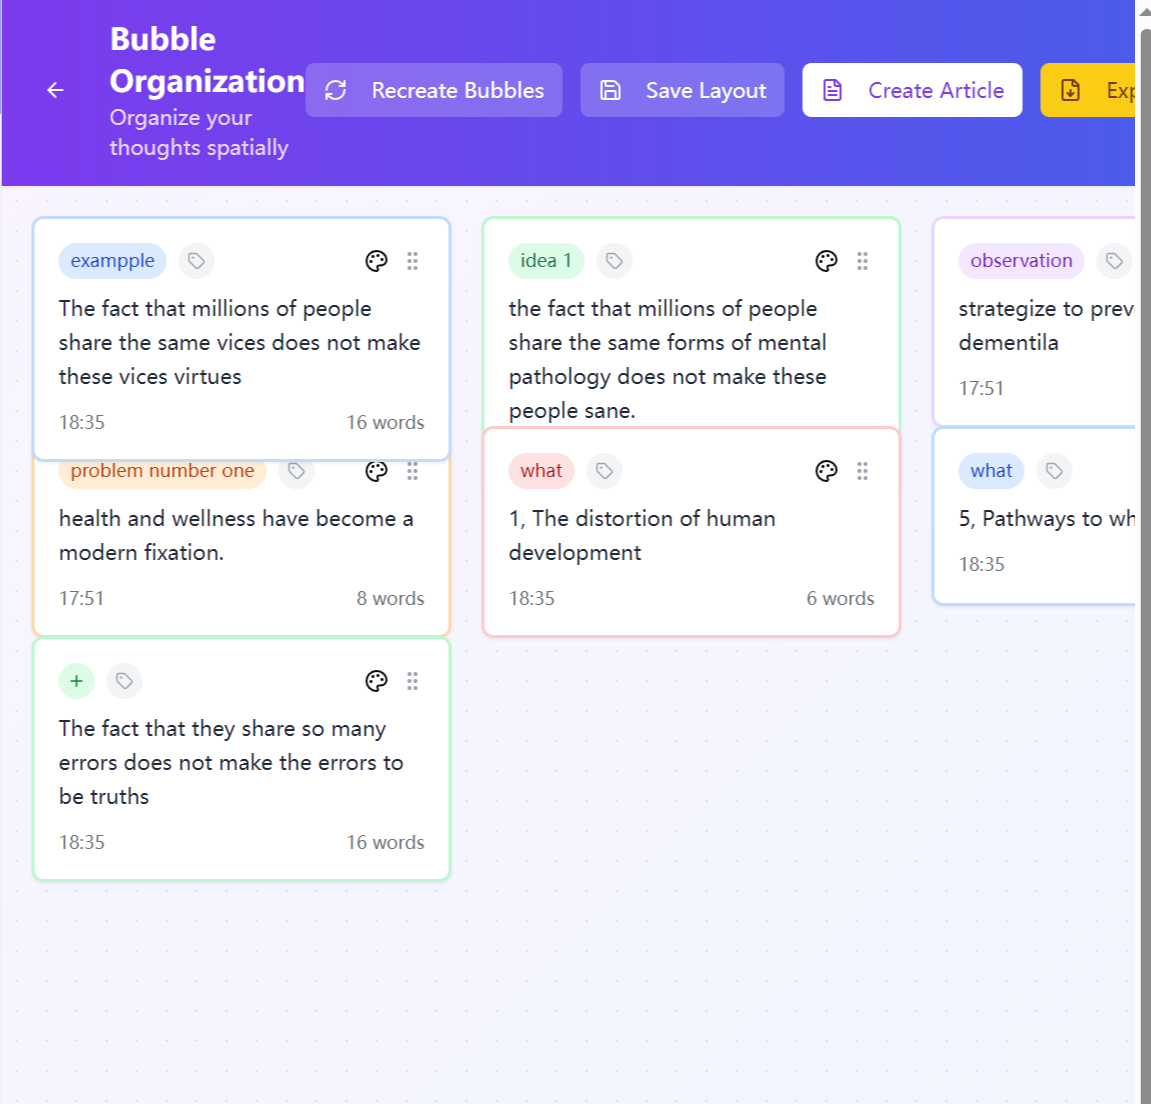 Bubble
Organization
Organize your
thoughts spatially
Recreate Bubbles
Save Layout
Create Article
Exp
exampple
The fact that millions of people
share the same vices does not make
these vices virtues
18:35
16 words
idea 1
the fact that millions of people
share the same forms of mental
pathology does not make these
people sane.
observation
strategize to prev
dementila
17:51
problem number one
health and wellness have become a
modern fixation.
17:51
8 words
what
1, The distortion of human
development
18:35
6 words
what
5, Pathways to wh
18:35
+
The fact that they share so many
errors does not make the errors to
be truths
18:35
16 words